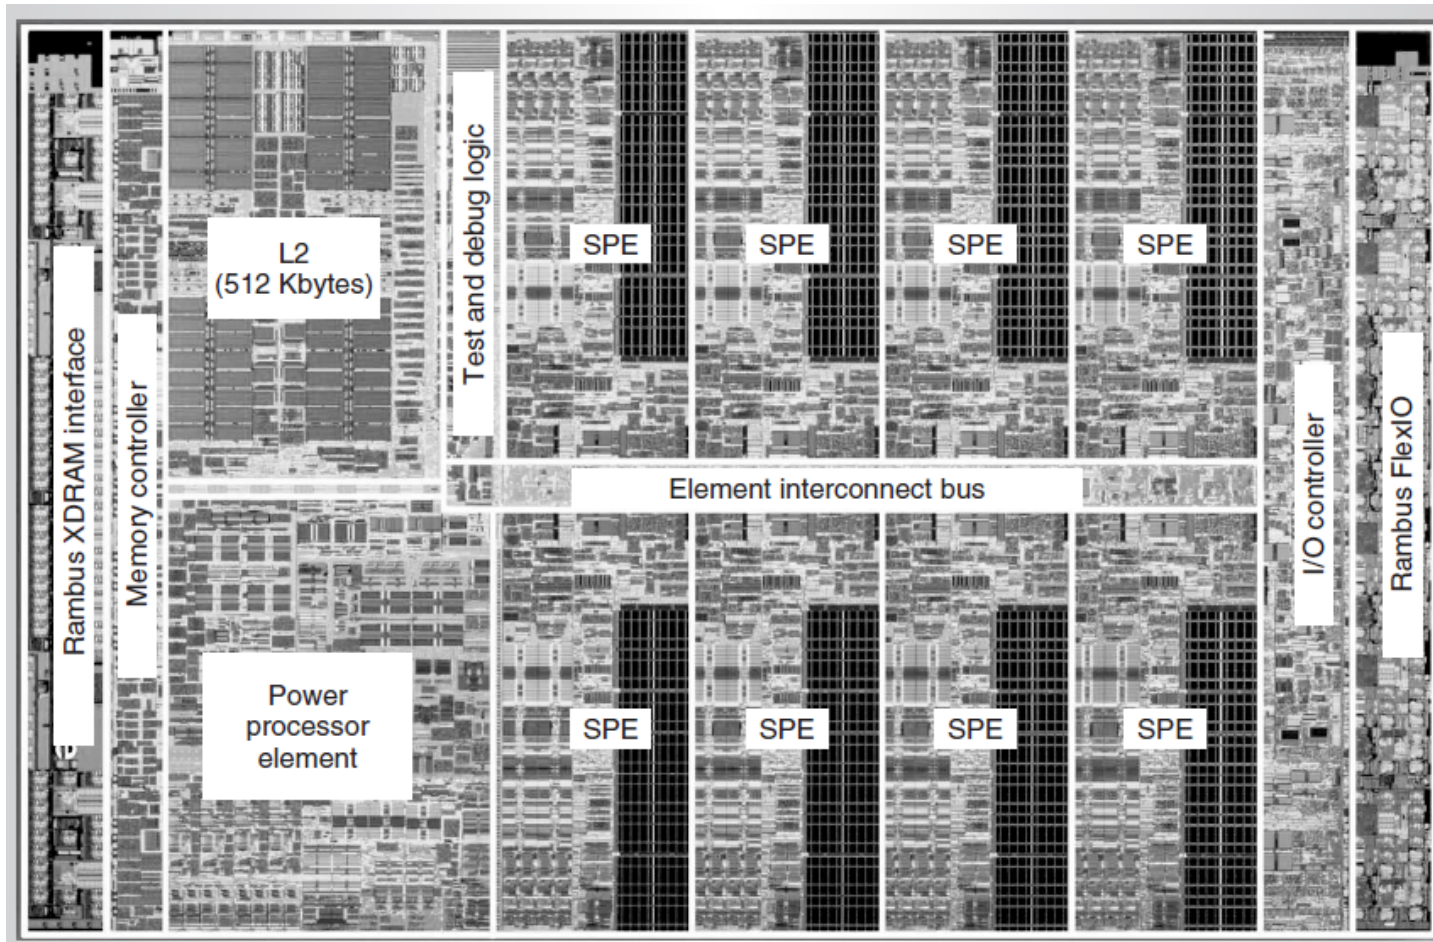 Rambus XDRAM interface
Memory controller
L2
(512 Kbytes)
Test and debug logic
SPE
SPE
SPE
SPE
Element interconnect bus
Power
processor
element
SPE
SPE
SPE
SPE
I/O controller
Rambus FlexIO